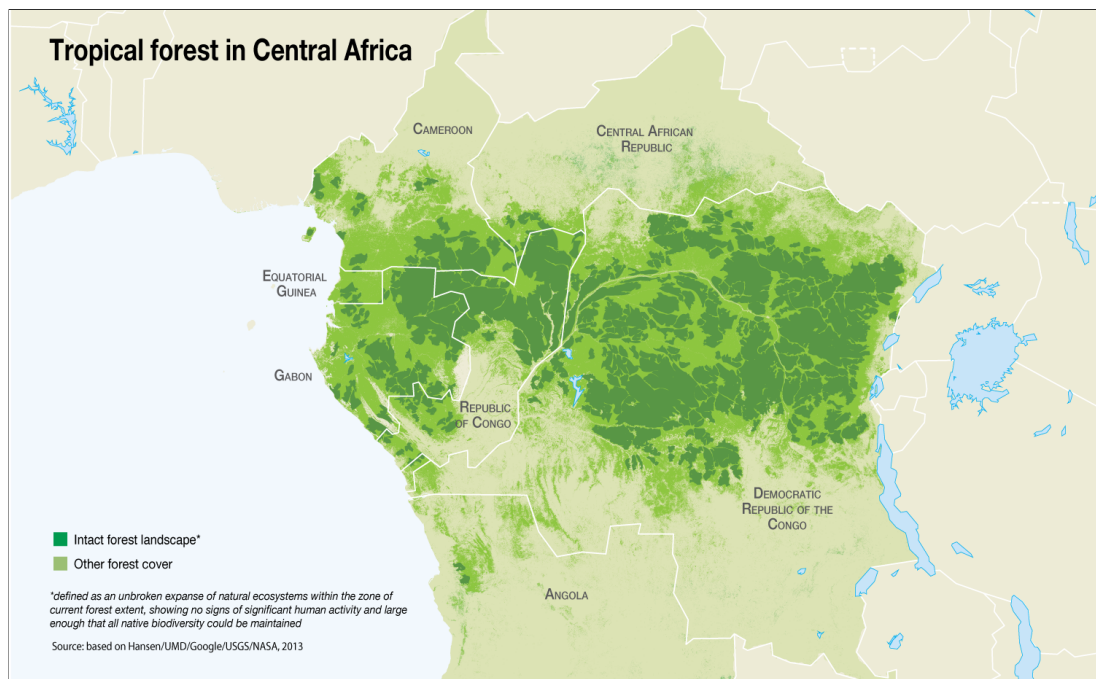 Tropical forest in Central Africa
CAMEROON
CENTRAL AFRICAN
REPUBLIC
EQUATORIAL
GUINEA
GABON
REPUBLIC
OF CONGO
DEMOCRATIC
REPUBLIC OF THE
CONGO
ANGOLA
Intact forest landscape*
Other forest cover
*defined as an unbroken expanse of natural ecosystems within the zone of
current forest extent, showing no signs of significant human activity and large
enough that all native biodiversity could be maintained
Source: based on Hansen/UMD/Google/USGS/NASA, 2013